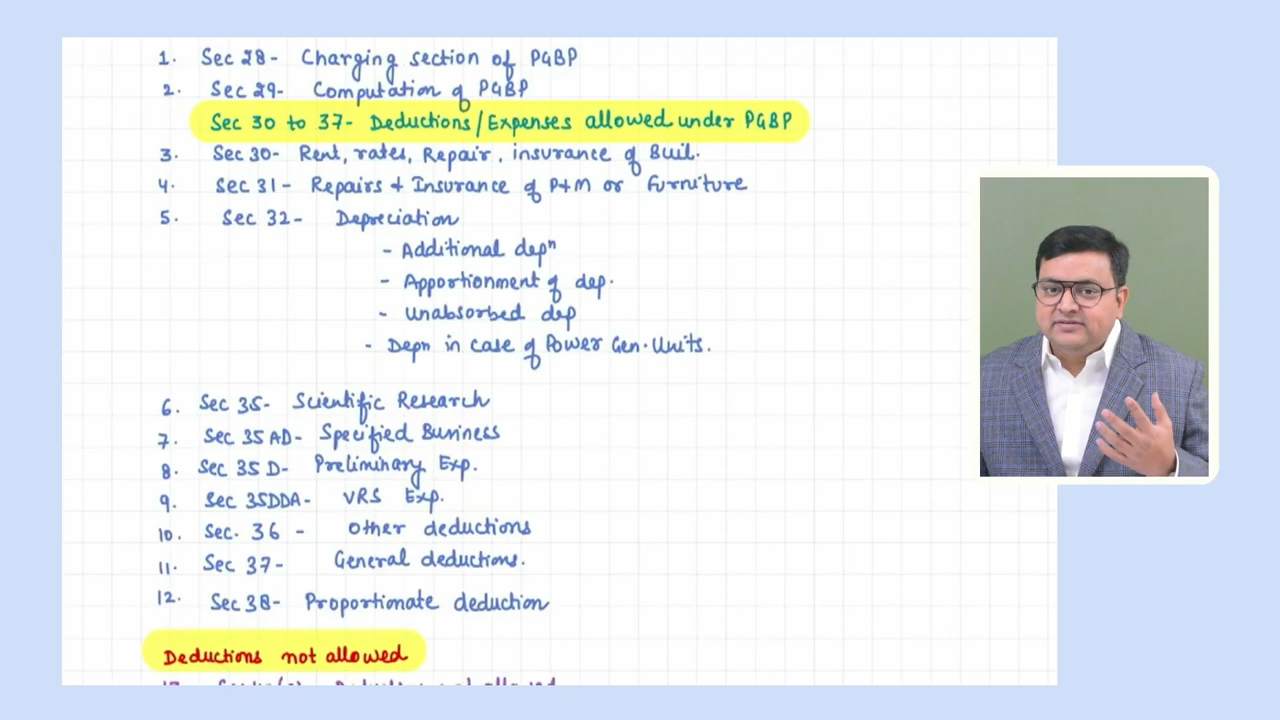 1. Sec 28- Charging section of PGBP
2. Sec 29- Computation of PGBP
Sec 30 to 37- Deductions/Expenses allowed under PGBP
3. Sec 30- Rent, rates, Repair, insurance of Buil.
4. Sec 31- Repairs + Insurance of P+M or Furniture
5. Sec 32- Depreciation
- Additional depⁿ
- Apportionment of dep.
- Unabsorbed dep
- Depn in case of Power Gen. Units.
6. Sec 35- Scientific Research
7. Sec 35 AD- Specified Business
8. Sec 35 D- Preliminary Exp.
9. Sec 35DDA- VRS Exp.
10. Sec. 36 - Other deductions
11. Sec 37- General deductions.
12. Sec 38- Proportionate deduction
Deductions not allowed